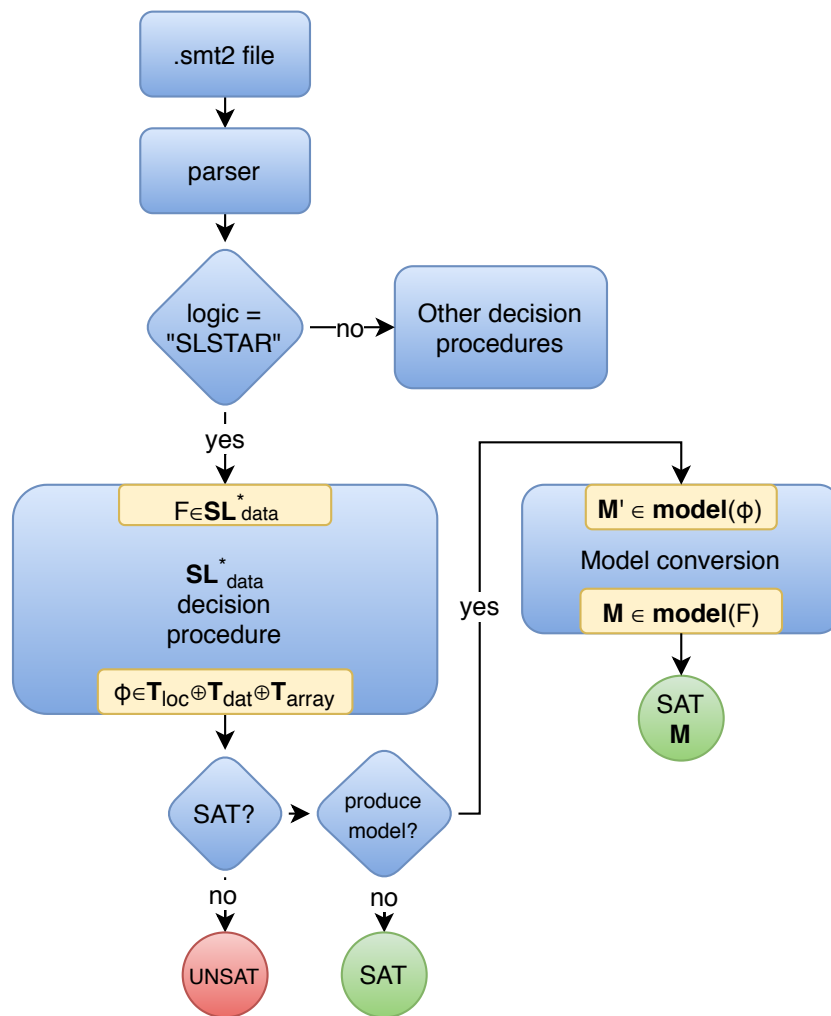 .smt2 file
parser
logic =
"SLSTAR"
no
Other decision
procedures
yes
F∈SL*data
SL*data
decision
procedure
ϕ∈Tloc⊕Tdat⊕Tarray
yes
M' ∈ model(ϕ)
Model conversion
M ∈ model(F)
SAT
M
SAT?
produce
model?
no
no
UNSAT
SAT